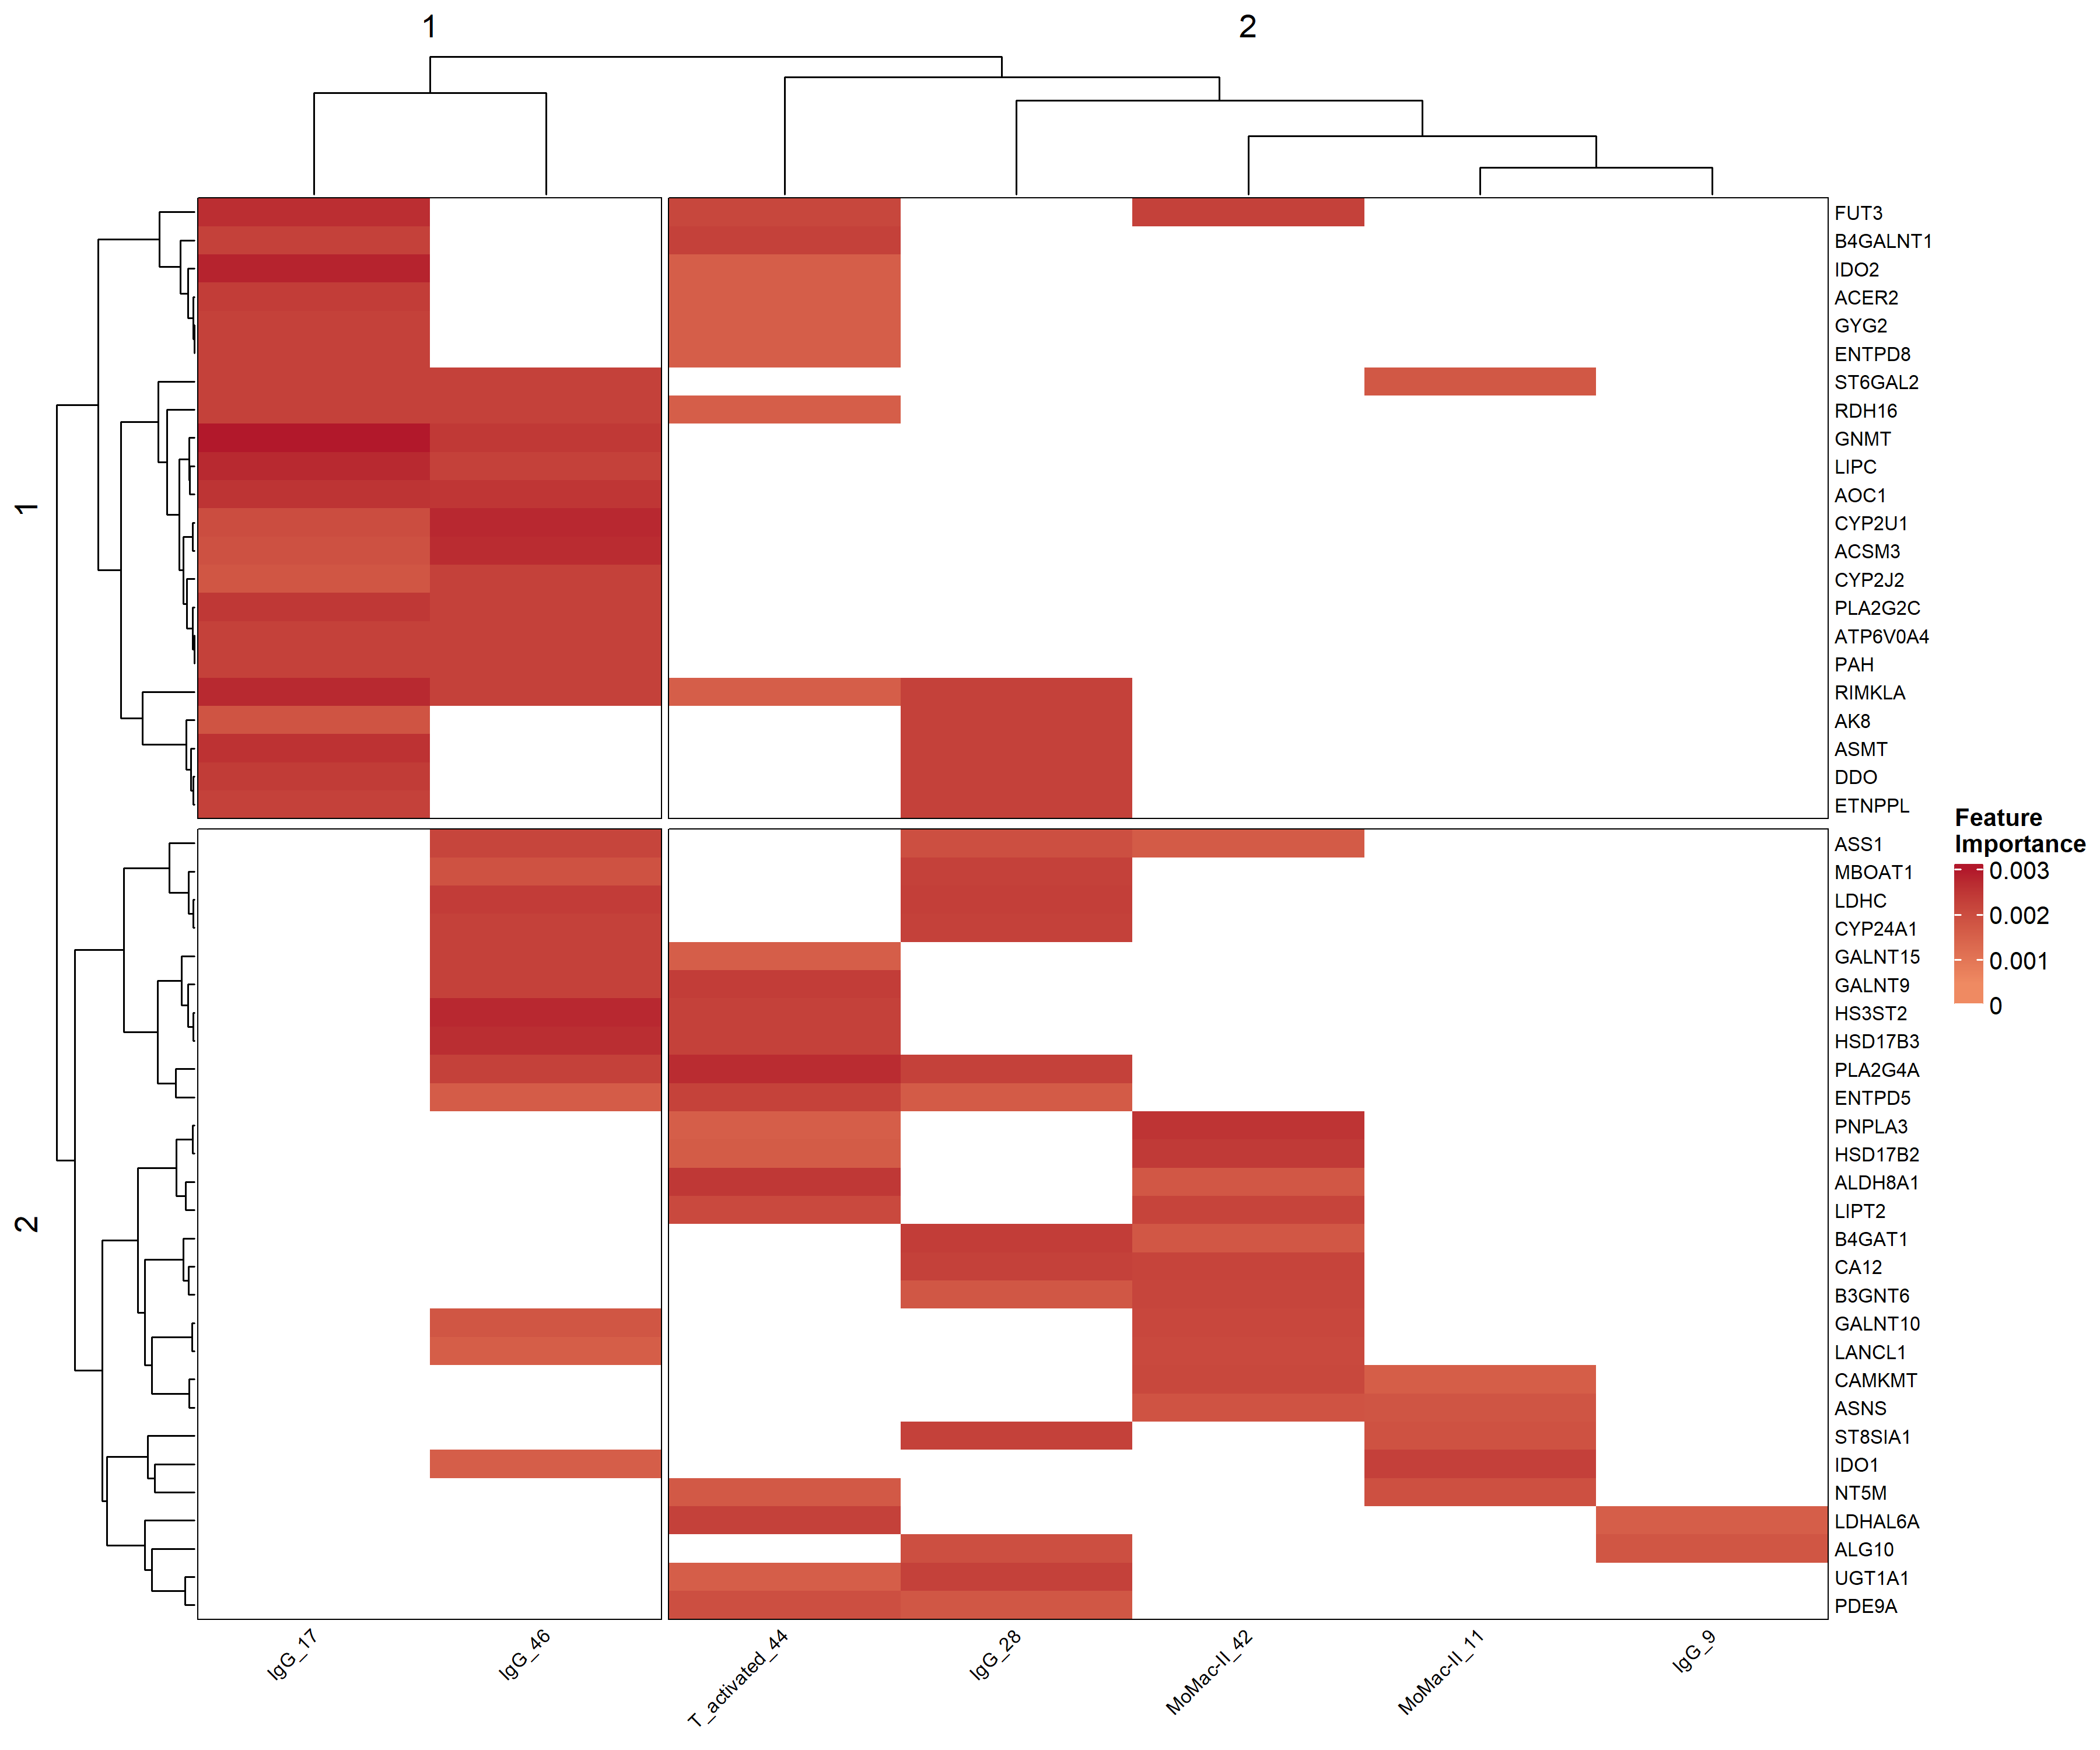 1
2
1
2
FUT3
B4GALNT1
IDO2
ACER2
GYG2
ENTPD8
ST6GAL2
RDH16
GNMT
LIPC
AOC1
CYP2U1
ACSM3
CYP2J2
PLA2G2C
ATP6V0A4
PAH
RIMKLA
AK8
ASMT
DDO
ETNPPL
ASS1
MBOAT1
LDHC
CYP24A1
GALNT15
GALNT9
HS3ST2
HSD17B3
PLA2G4A
ENTPD5
PNPLA3
HSD17B2
ALDH8A1
LIPT2
B4GAT1
CA12
B3GNT6
GALNT10
LANCL1
CAMKMT
ASNS
ST8SIA1
IDO1
NT5M
LDHAL6A
ALG10
UGT1A1
PDE9A
Feature
Importance
0.003
0.002
0.001
0
IgG_17
IgG_46
T_activated_44
IgG_28
MoMac-II_42
MoMac-II_11
IgG_9